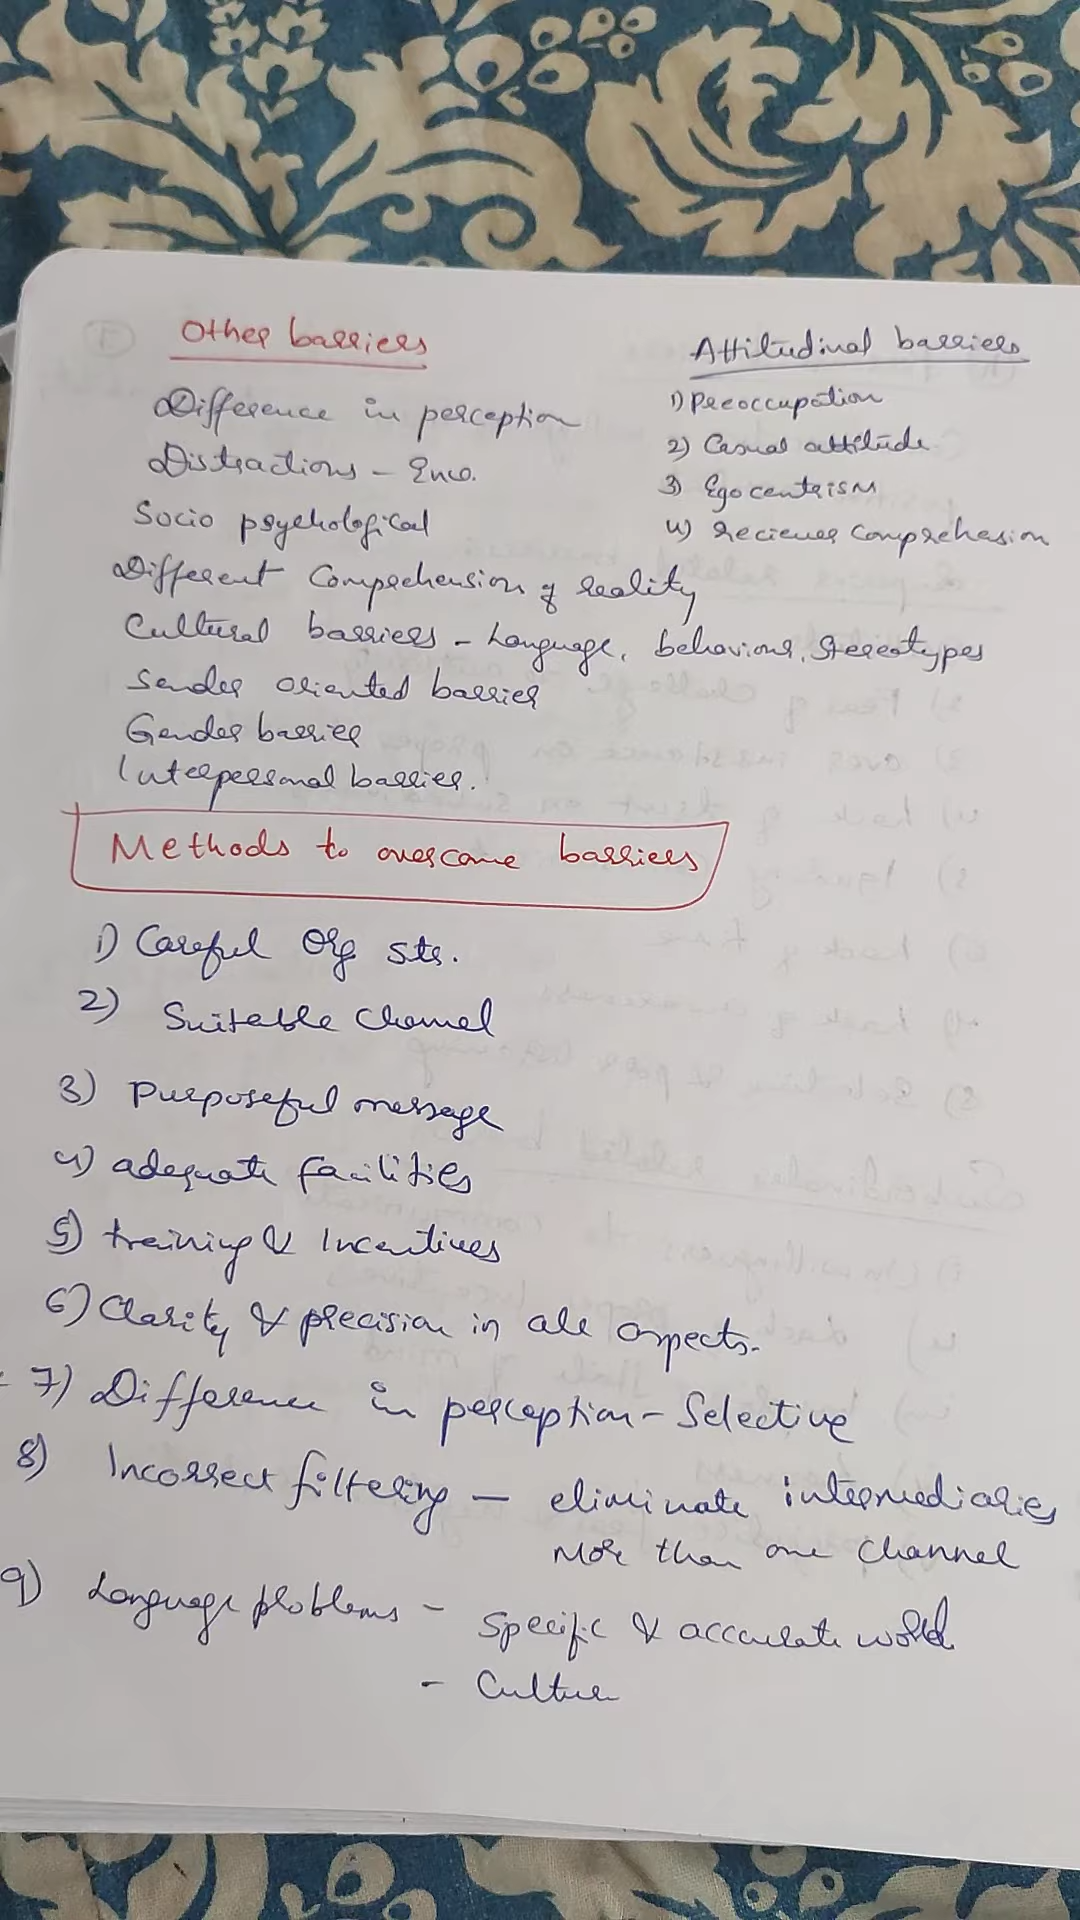 Other barriers
Difference in perception
Distractions - Env.
Socio psychological
Different Comprehension of reality
Cultural barriers - Language, behaviour, Stereotypes
Sender oriented barrier
Gender barrier
Interpersonal barrier.
Attitudinal barriers
1) Preoccupation
2) Casual attitude
3) Egocentrism
4) reciever Comprehesion
Methods to overcome barriers
1) Careful Org str.
2) Suitable Channel
3) Purposeful message
4) adequate facilities
5) training & Incentives
6) Clarity & precision in all aspects.
7) Difference in perception - Selective
8) Incorrect filtering - eliminate intermediaries
More than one Channel
9) Language problems - Specific & accurate word
- Culture